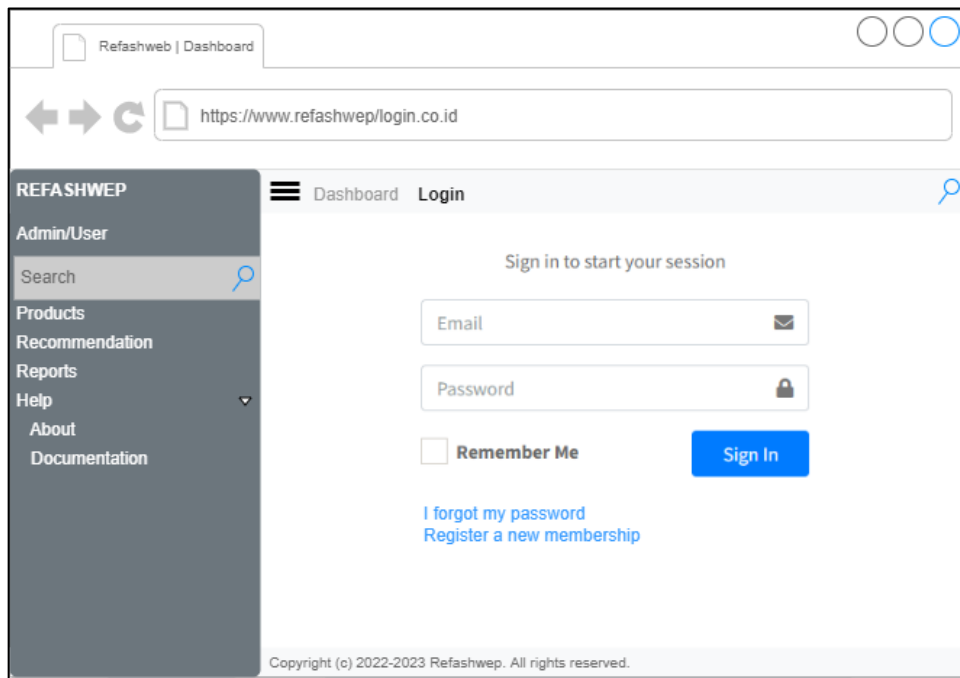 Refashweb | Dashboard
https://www.refashwep/login.co.id
REFASHWEP
Admin/User
Search
Products
Recommendation
Reports
Help
About
Documentation
Dashboard Login
Sign in to start your session
Email
Password
Remember Me Sign In
I forgot my password
Register a new membership
Copyright (c) 2022-2023 Refashwep. All rights reserved.